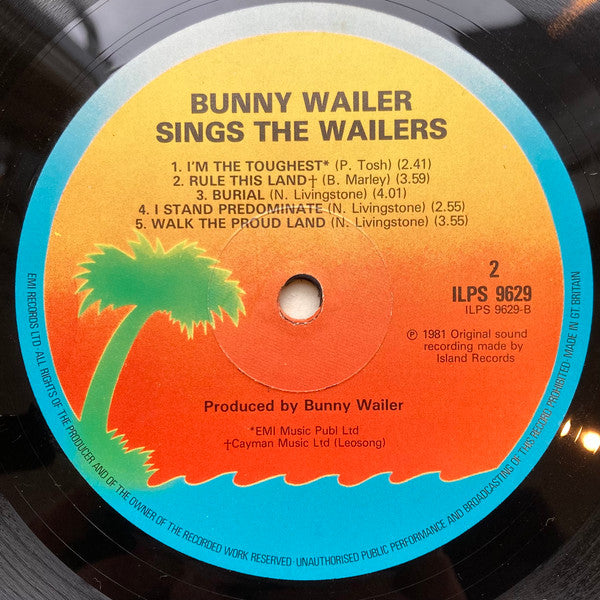 BUNNY WAILER
SINGS THE WAILERS
1. I'M THE TOUGHEST* (P. Tosh) (2.41)
2. RULE THIS LAND† (B. Marley) (3.59)
3. BURIAL (N. Livingstone) (4.01)
4. I STAND PREDOMINATE (N. Livingstone) (2.55)
5. WALK THE PROUD LAND (N. Livingstone) (3.55)
2
ILPS 9629
ILPS 9629-B
℗ 1981 Original sound
recording made by
Island Records
Produced by Bunny Wailer
*EMI Music Publ Ltd
†Cayman Music Ltd (Leosong)
EMI RECORDS LTD ALL RIGHTS OF THE PRODUCER AND OF THE OWNER OF THE RECORDED WORK RESERVED · UNAUTHORISED PUBLIC PERFORMANCE AND BROADCASTING OF THIS RECORD PROHIBITED MADE IN GT. BRITAIN